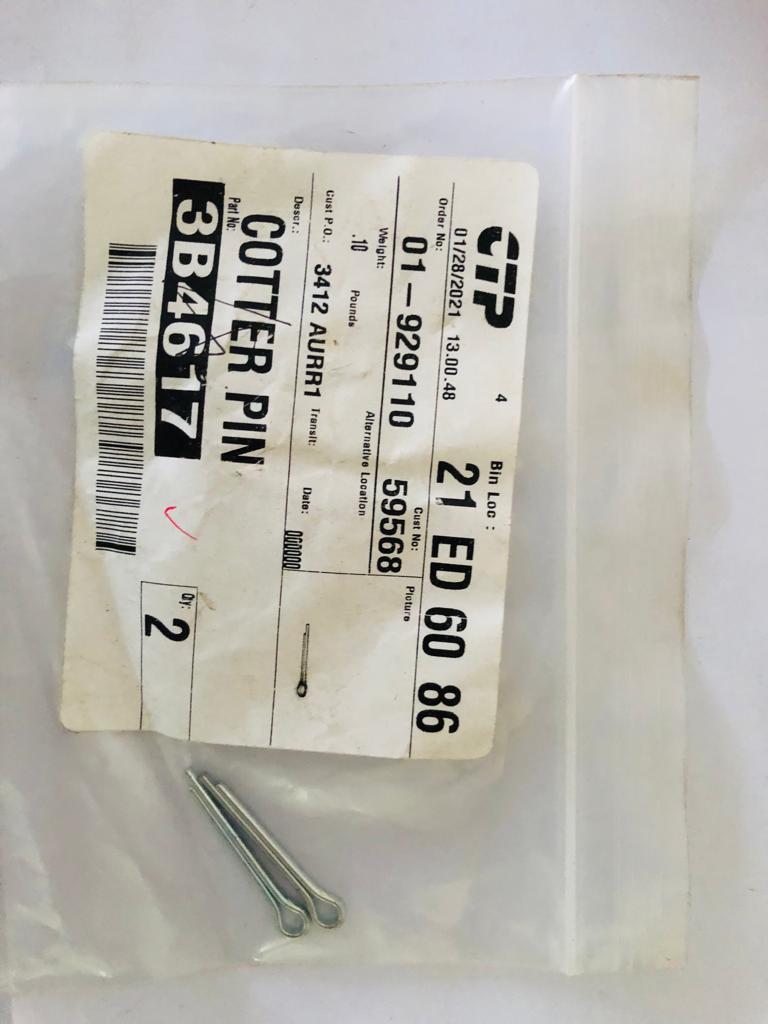 CTP 4 Bin Loc :
01/28/2021 13.00.48 21 ED 60 86
Order No: Cust No: Picture
01-929110 59568
Weight: Alternative Location
.10 Pounds
Cust P.O.: 3412 AURR1 Transit: Date: 000000
Descr.:
COTTER PIN
Part No:
3B4617
Qty: 2